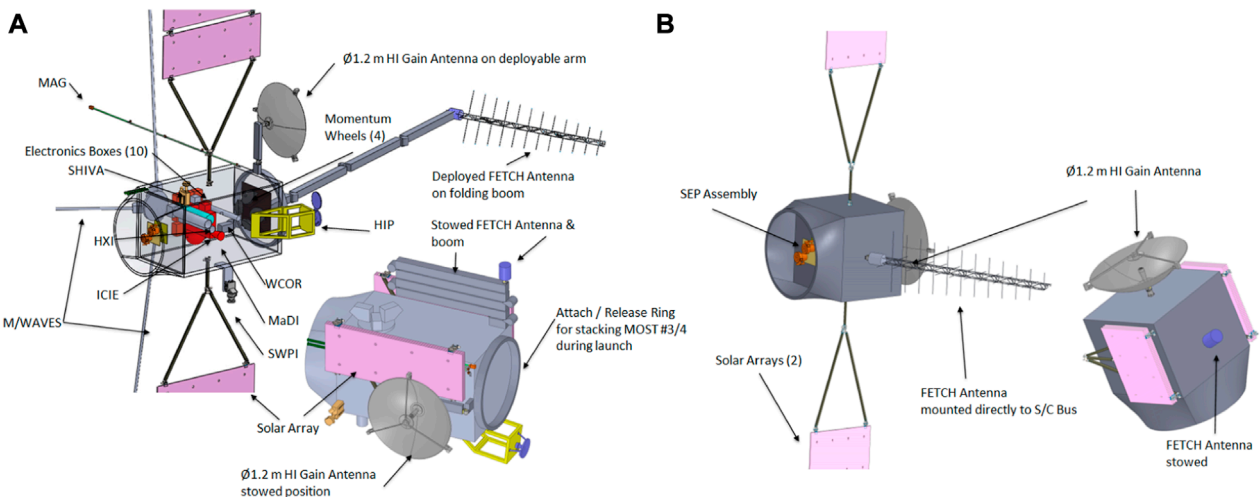 A
MAG
Ø1.2 m HI Gain Antenna on deployable arm
Momentum
Wheels (4)
Electronics Boxes (10)
SHIVA
Deployed FETCH Antenna
on folding boom
HXI
HIP
Stowed FETCH Antenna &
boom
ICIE
WCOR
M/WAVES
MaDI
SWPI
Attach / Release Ring
for stacking MOST #3/4
during launch
Solar Array
Ø1.2 m HI Gain Antenna
stowed position
B
Ø1.2 m HI Gain Antenna
SEP Assembly
Solar Arrays (2)
FETCH Antenna
mounted directly to S/C Bus
FETCH Antenna
stowed